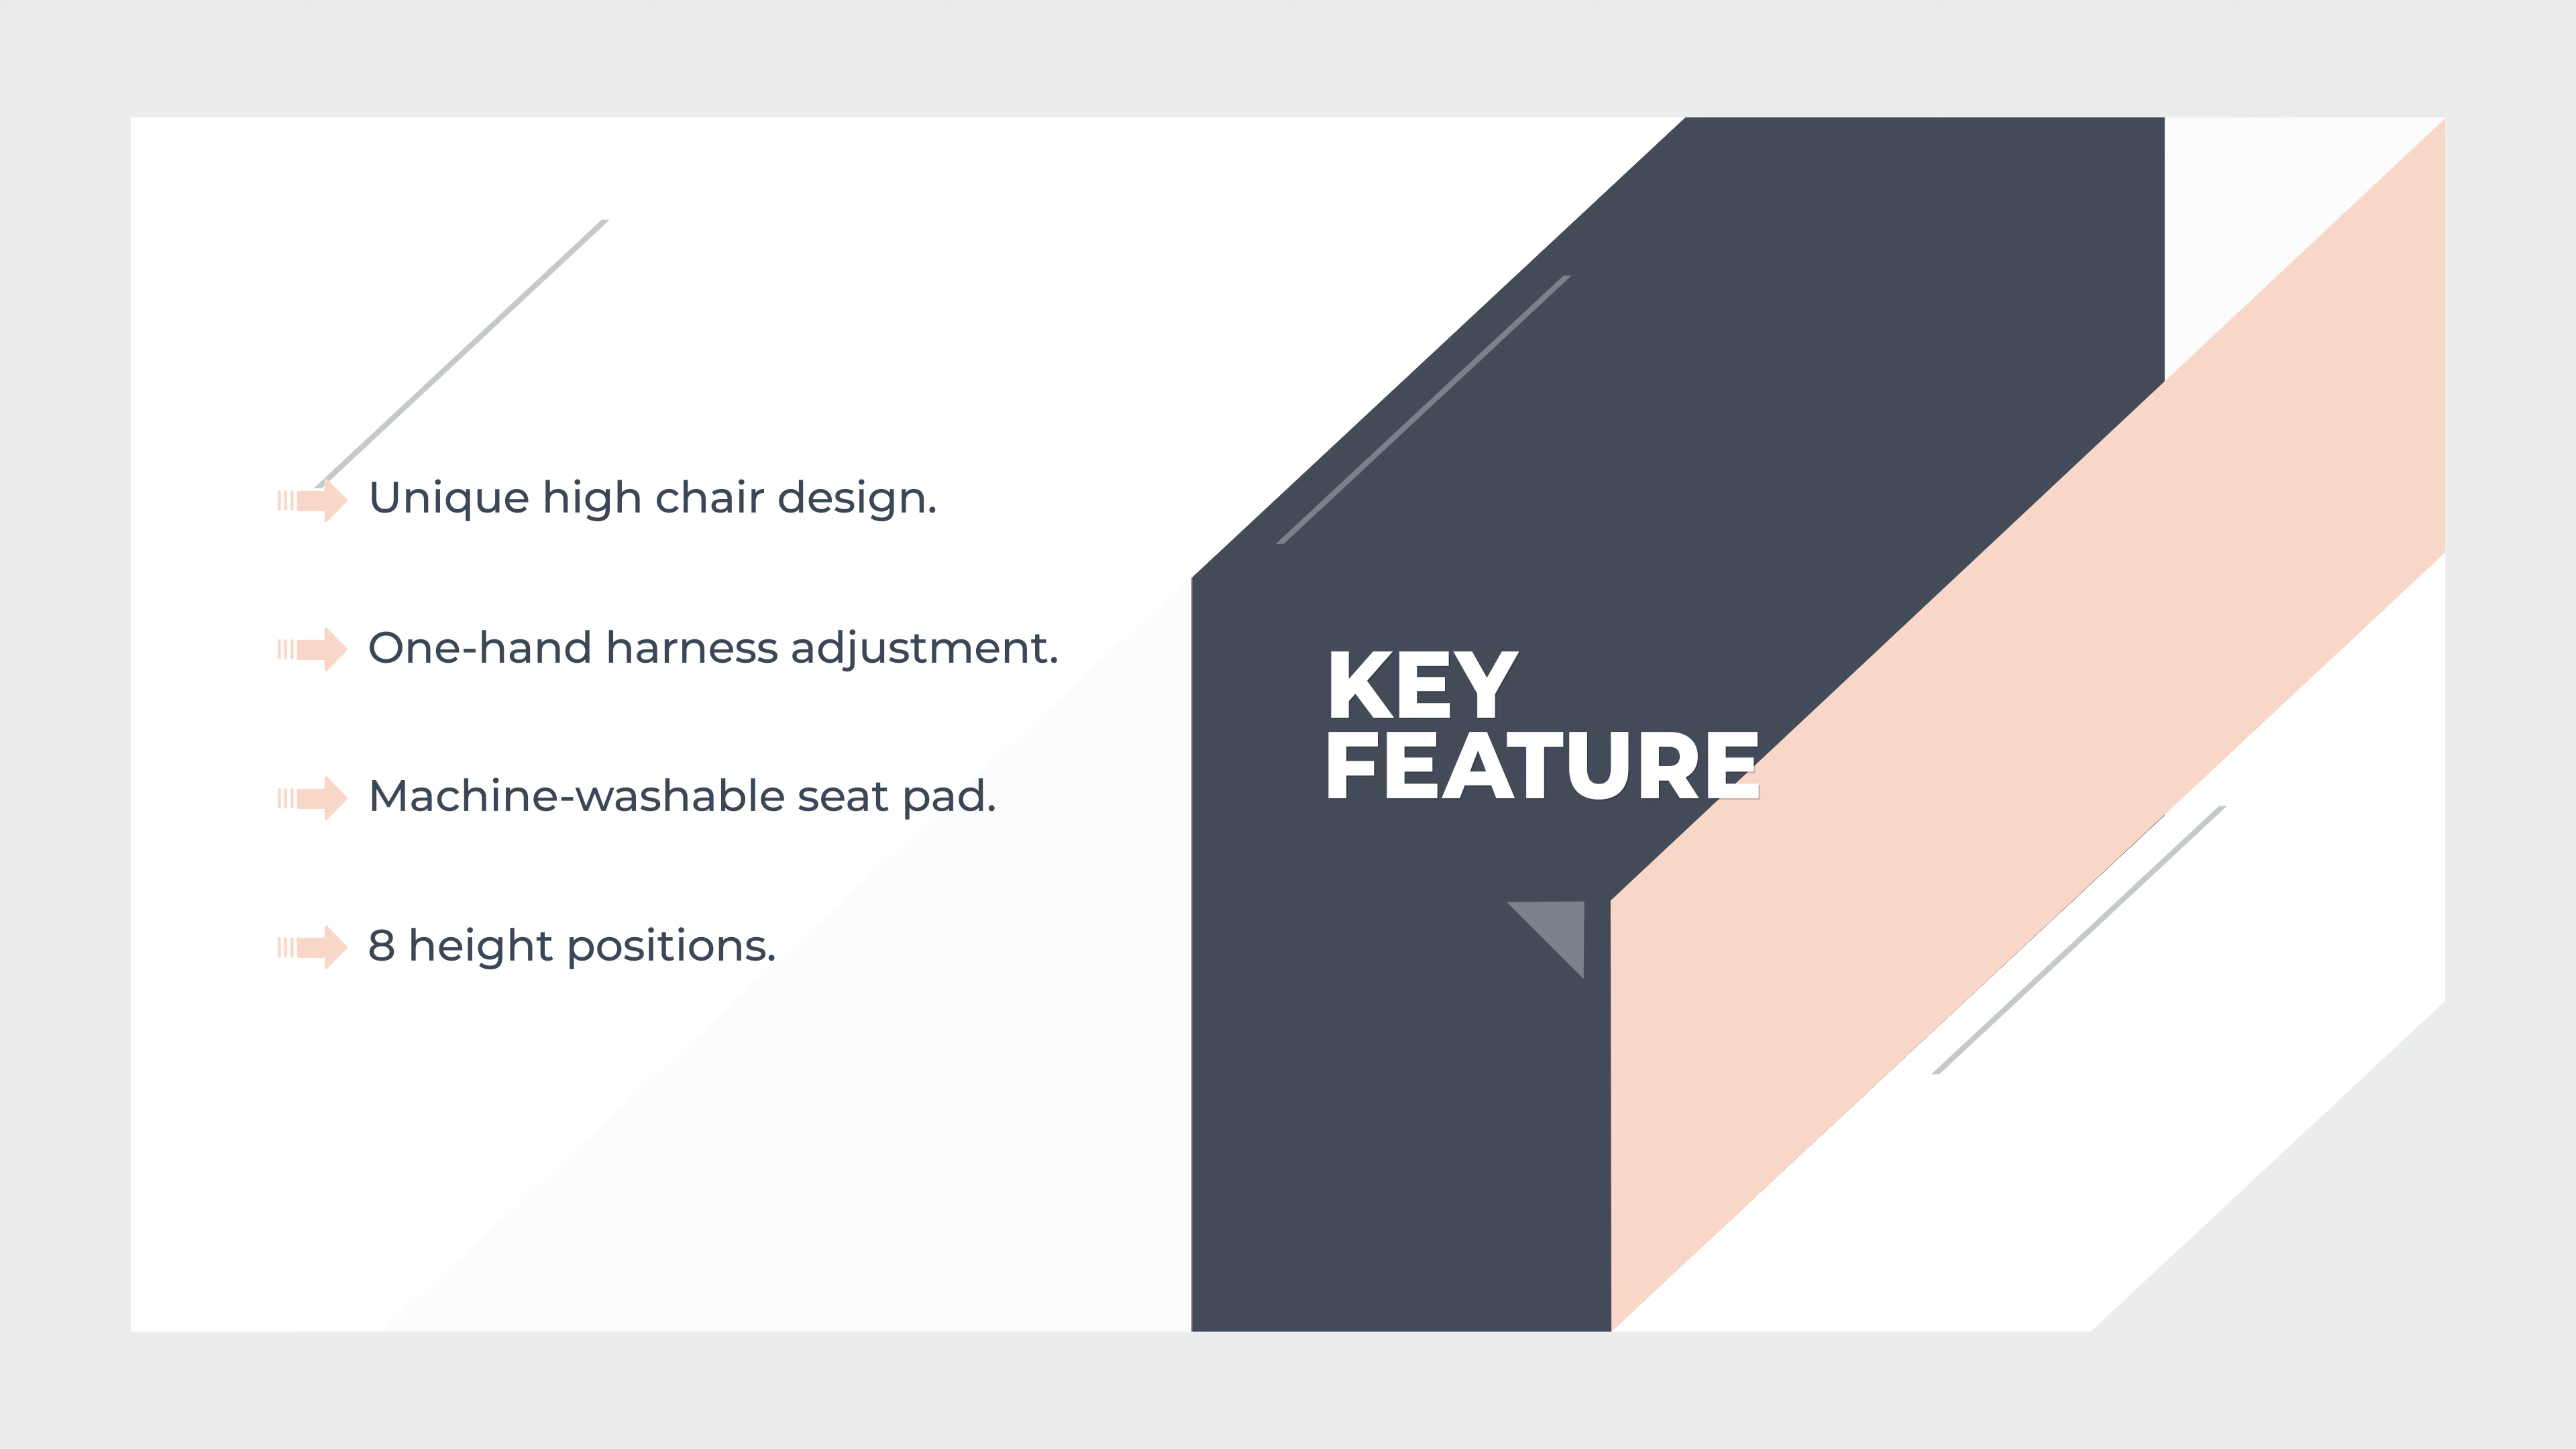 Unique high chair design.
One-hand harness adjustment.
Machine-washable seat pad.
8 height positions.
KEY
FEATURE